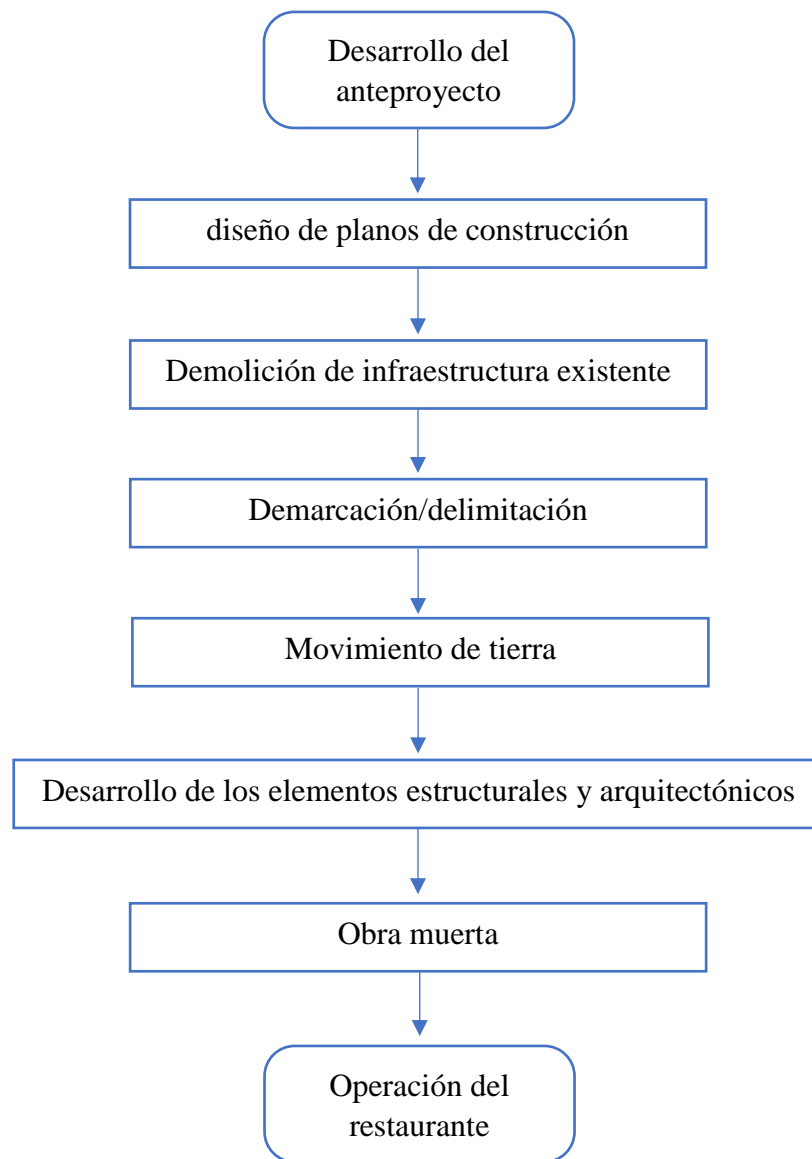 Desarrollo del
anteproyecto
diseño de planos de construcción
Demolición de infraestructura existente
Demarcación/delimitación
Movimiento de tierra
Desarrollo de los elementos estructurales y arquitectónicos
Obra muerta
Operación del
restaurante